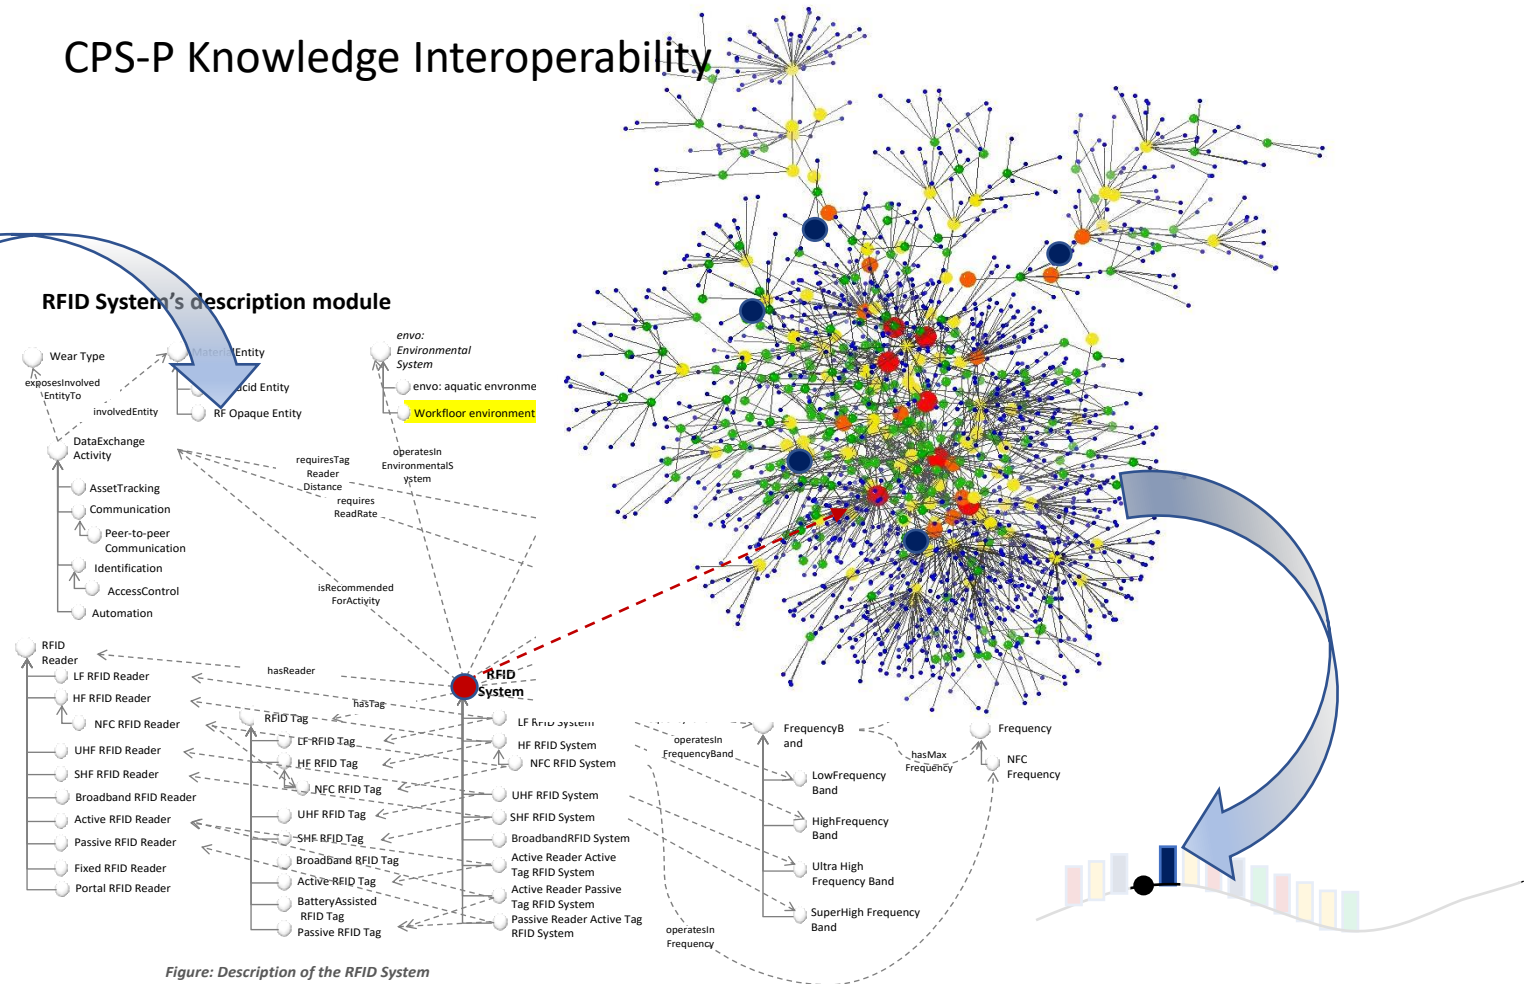 CPS-P Knowledge Interoperability
RFID System's description module
envo:
Environmental
System
Wear Type
MaterialEntity
exposesInvolved
EntityTo
acid Entity
envo: aquatic envronme
involvedEntity
RF Opaque Entity
Workfloor environment
DataExchange
Activity
requiresTag
Reader
Distance
operatesIn
EnvironmentalS
ystem
AssetTracking
requires
ReadRate
Communication
Peer-to-peer
Communication
Identification
AccessControl
isRecommended
ForActivity
Automation
RFID
Reader
hasReader
RFID
System
LF RFID Reader
HF RFID Reader
NFC RFID Reader
UHF RFID Reader
SHF RFID Reader
Broadband RFID Reader
Active RFID Reader
Passive RFID Reader
Fixed RFID Reader
Portal RFID Reader
hasTag
RFID Tag
LF RFID Tag
HF RFID Tag
NFC RFID Tag
UHF RFID Tag
SHF RFID Tag
Broadband RFID Tag
Active RFID Tag
BatteryAssisted
RFID Tag
Passive RFID Tag
LF RFID System
HF RFID System
NFC RFID System
UHF RFID System
SHF RFID System
BroadbandRFID System
Active Reader Active
Tag RFID System
Active Reader Passive
Tag RFID System
Passive Reader Active Tag
RFID System
operatesIn
FrequencyBand
FrequencyB
and
hasMax
Frequency
Frequency
NFC
Frequency
LowFrequency
Band
HighFrequency
Band
Ultra High
Frequency Band
SuperHigh Frequency
Band
operatesIn
Frequency
Figure: Description of the RFID System